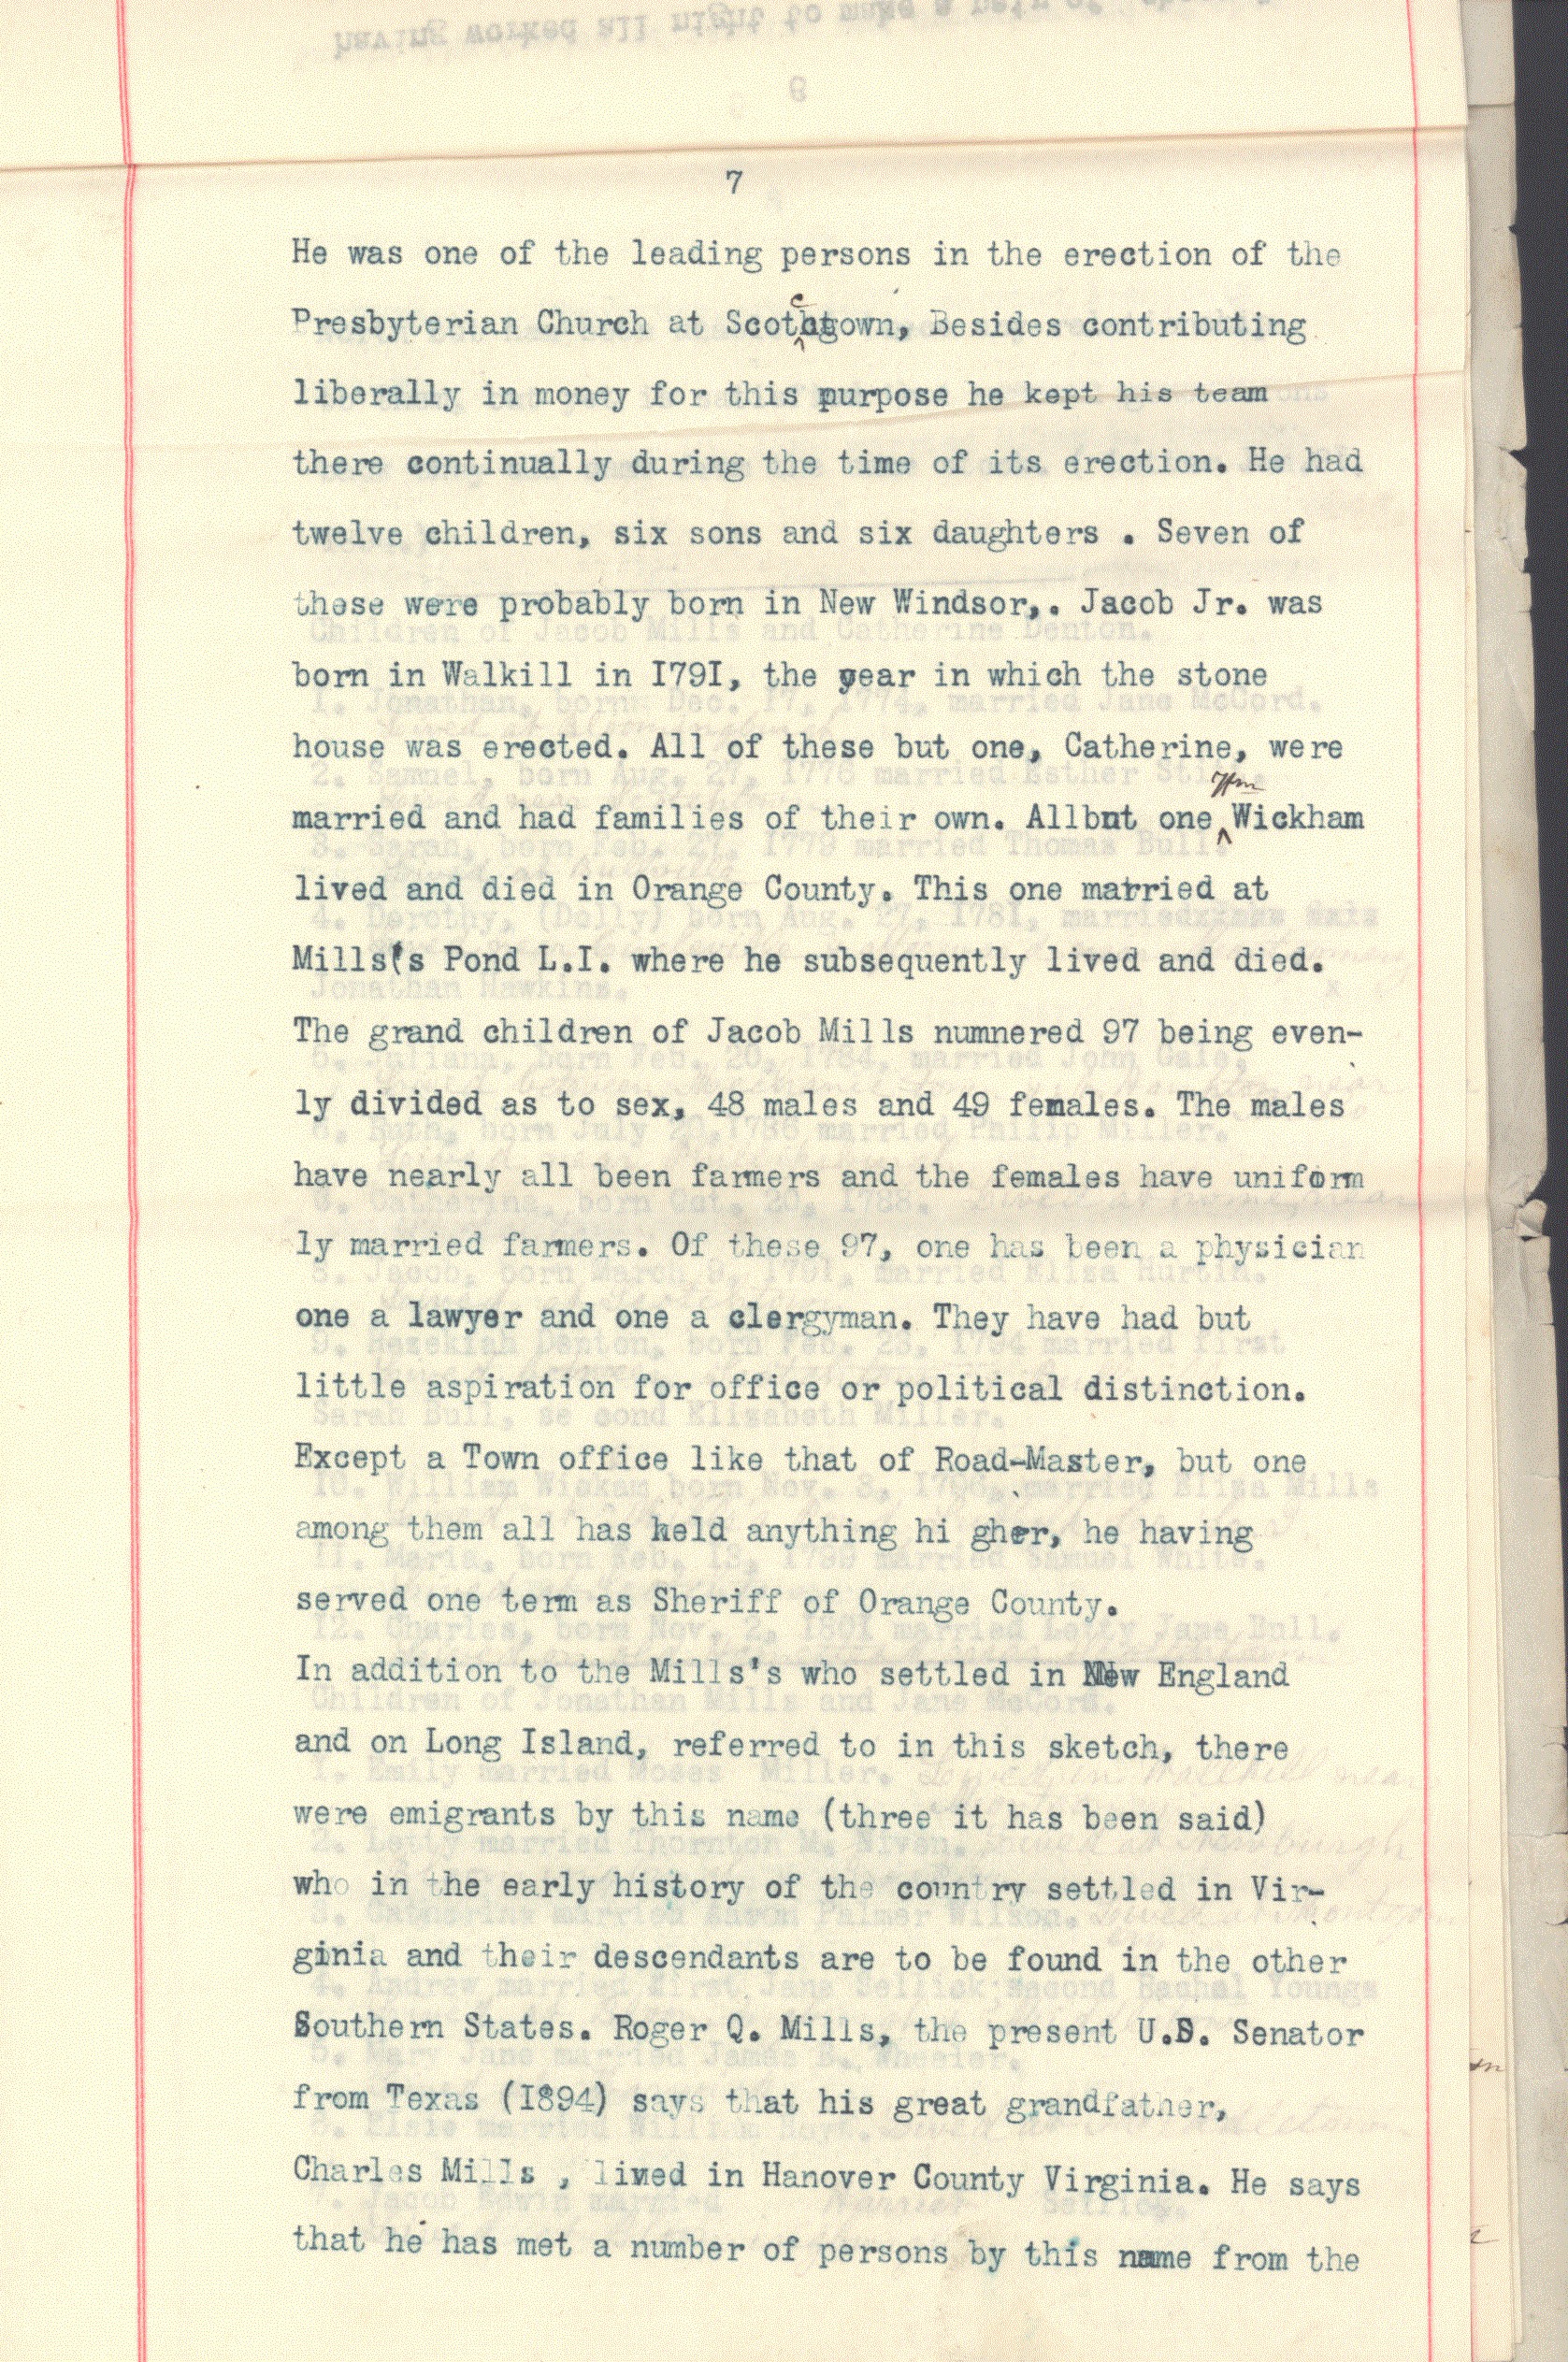 7
He was one of the leading persons in the erection of the
Presbyterian Church at Scotchtown, Besides contributing
liberally in money for this purpose he kept his team
there continually during the time of its erection. He had
twelve children, six sons and six daughters . Seven of
these were probably born in New Windsor,. Jacob Jr. was
born in Walkill in I79I, the year in which the stone
house was erected. All of these but one, Catherine, were
married and had families of their own. Allbut one Wm Wickham
lived and died in Orange County. This one married at
Mills's Pond L.I. where he subsequently lived and died.
The grand children of Jacob Mills numnered 97 being even-
ly divided as to sex, 48 males and 49 females. The males
have nearly all been farmers and the females have uniform
ly married farmers. Of these 97, one has been a physician
one a lawyer and one a clergyman. They have had but
little aspiration for office or political distinction.
Except a Town office like that of Road-Master, but one
among them all has held anything hi gher, he having
served one term as Sheriff of Orange County.
In addition to the Mills's who settled in New England
and on Long Island, referred to in this sketch, there
were emigrants by this name (three it has been said)
who in the early history of the country settled in Vir-
ginia and their descendants are to be found in the other
Southern States. Roger Q. Mills, the present U.S. Senator
from Texas (I894) says that his great grandfather,
Charles Mills , lived in Hanover County Virginia. He says
that he has met a number of persons by this name from the